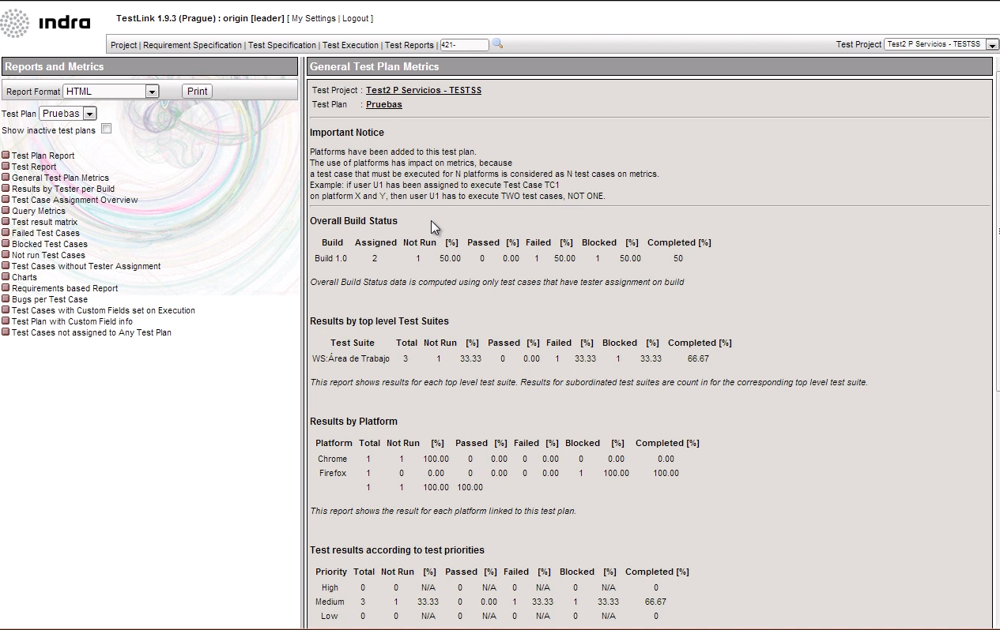 indra
TestLink 1.9.3 (Prague) : origin [leader] [ My Settings | Logout ]
Project | Requirement Specification | Test Specification | Test Execution | Test Reports | 421-
Test Project Test2 P Servicios - TESTSS
Reports and Metrics
Report Format HTML Print
Test Plan Pruebas
Show inactive test plans
Test Plan Report
Test Report
General Test Plan Metrics
Results by Tester per Build
Test Case Assignment Overview
Query Metrics
Test result matrix
Failed Test Cases
Blocked Test Cases
Not run Test Cases
Test Cases without Tester Assignment
Charts
Requirements based Report
Bugs per Test Case
Test Cases with Custom Fields set on Execution
Test Plan with Custom Field info
Test Cases not assigned to Any Test Plan
General Test Plan Metrics
Test Project : Test2 P Servicios - TESTSS
Test Plan : Pruebas
Important Notice
Platforms have been added to this test plan.
The use of platforms has impact on metrics, because
a test case that must be executed for N platforms is considered as N test cases on metrics.
Example: if user U1 has been assigned to execute Test Case TC1
on platform X and Y, then user U1 has to execute TWO test cases, NOT ONE.
Overall Build Status
Build Assigned Not Run [%] Passed [%] Failed [%] Blocked [%] Completed [%]
Build 1.0 2 1 50.00 0 0.00 1 50.00 1 50.00 50
Overall Build Status data is computed using only test cases that have tester assignment on build
Results by top level Test Suites
Test Suite Total Not Run [%] Passed [%] Failed [%] Blocked [%] Completed [%]
WS:Área de Trabajo 3 1 33.33 0 0.00 1 33.33 1 33.33 66.67
This report shows results for each top level test suite. Results for subordinated test suites are count in for the corresponding top level test suite.
Results by Platform
Platform Total Not Run [%] Passed [%] Failed [%] Blocked [%] Completed [%]
Chrome 1 1 100.00 0 0.00 0 0.00 0 0.00 0.00
Firefox 1 0 0.00 0 0.00 0 0.00 1 100.00 100.00
1 1 100.00 100.00
This report shows the result for each platform linked to this test plan.
Test results according to test priorities
Priority Total Not Run [%] Passed [%] Failed [%] Blocked [%] Completed [%]
High 0 0 N/A 0 N/A 0 N/A 0 N/A 0
Medium 3 1 33.33 0 0.00 1 33.33 1 33.33 66.67
Low 0 0 N/A 0 N/A 0 N/A 0 N/A 0